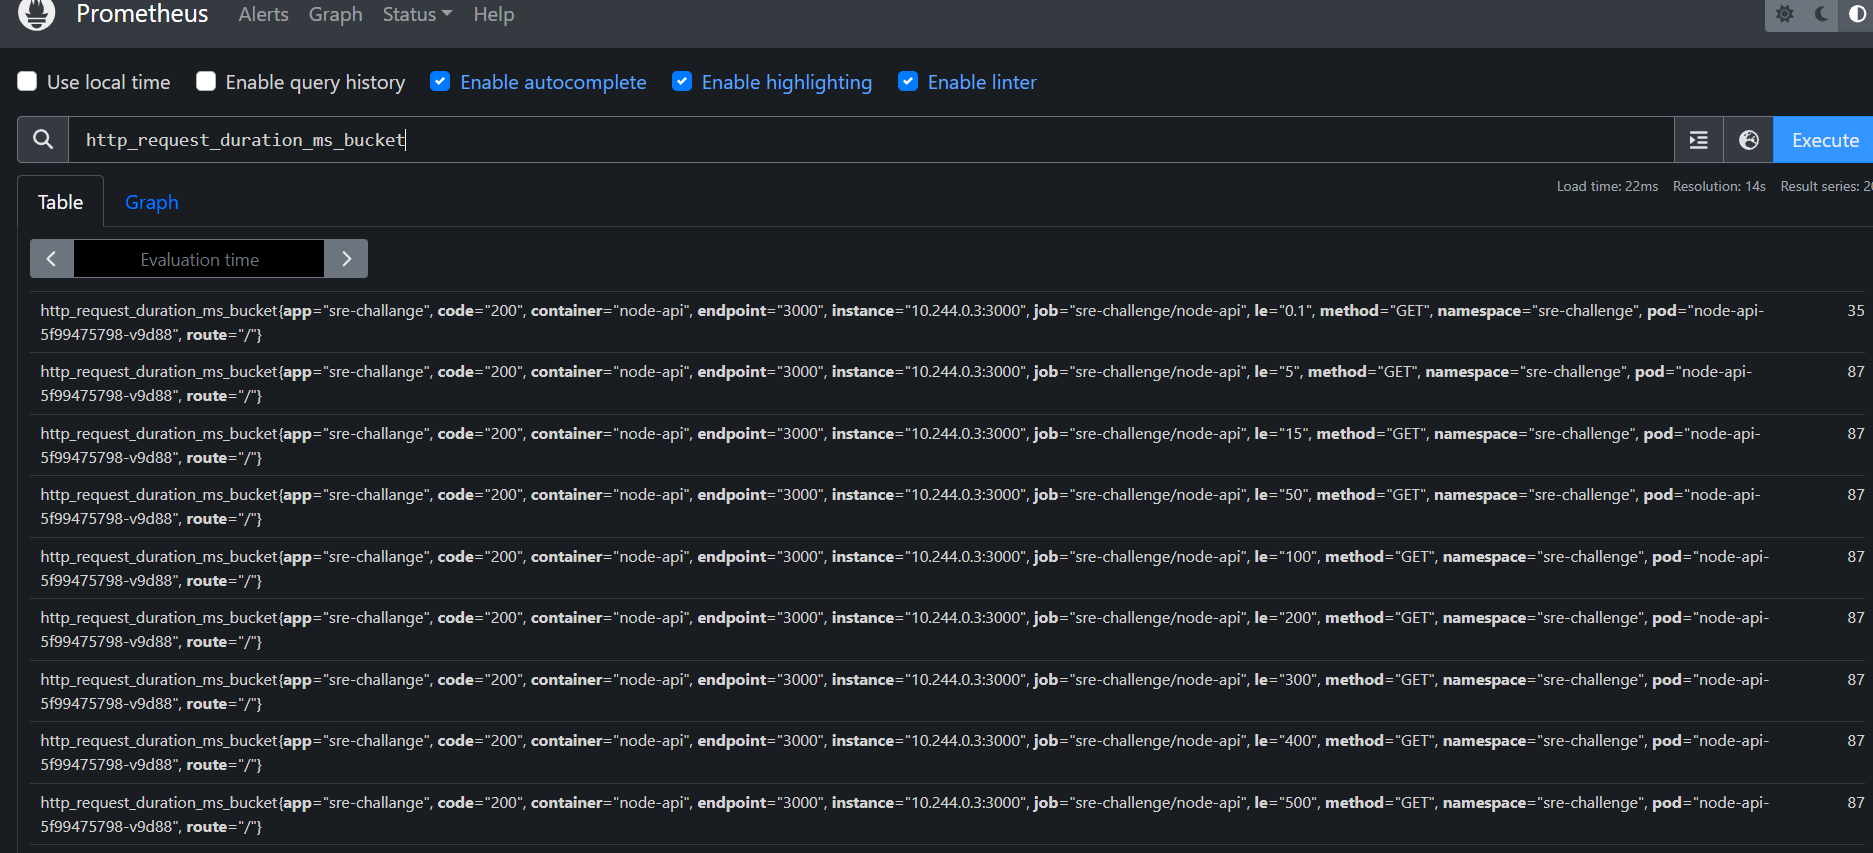 Prometheus Alerts Graph Status Help
Use local time Enable query history Enable autocomplete Enable highlighting Enable linter
http_request_duration_ms_bucket Execute
Table Graph Load time: 22ms Resolution: 14s Result series:
Evaluation time
http_request_duration_ms_bucket{app="sre-challange", code="200", container="node-api", endpoint="3000", instance="10.244.0.3:3000", job="sre-challenge/node-api", le="0.1", method="GET", namespace="sre-challenge", pod="node-api- 35
5f99475798-v9d88", route="/"}
http_request_duration_ms_bucket{app="sre-challange", code="200", container="node-api", endpoint="3000", instance="10.244.0.3:3000", job="sre-challenge/node-api", le="5", method="GET", namespace="sre-challenge", pod="node-api- 87
5f99475798-v9d88", route="/"}
http_request_duration_ms_bucket{app="sre-challange", code="200", container="node-api", endpoint="3000", instance="10.244.0.3:3000", job="sre-challenge/node-api", le="15", method="GET", namespace="sre-challenge", pod="node-api- 87
5f99475798-v9d88", route="/"}
http_request_duration_ms_bucket{app="sre-challange", code="200", container="node-api", endpoint="3000", instance="10.244.0.3:3000", job="sre-challenge/node-api", le="50", method="GET", namespace="sre-challenge", pod="node-api- 87
5f99475798-v9d88", route="/"}
http_request_duration_ms_bucket{app="sre-challange", code="200", container="node-api", endpoint="3000", instance="10.244.0.3:3000", job="sre-challenge/node-api", le="100", method="GET", namespace="sre-challenge", pod="node-api- 87
5f99475798-v9d88", route="/"}
http_request_duration_ms_bucket{app="sre-challange", code="200", container="node-api", endpoint="3000", instance="10.244.0.3:3000", job="sre-challenge/node-api", le="200", method="GET", namespace="sre-challenge", pod="node-api- 87
5f99475798-v9d88", route="/"}
http_request_duration_ms_bucket{app="sre-challange", code="200", container="node-api", endpoint="3000", instance="10.244.0.3:3000", job="sre-challenge/node-api", le="300", method="GET", namespace="sre-challenge", pod="node-api- 87
5f99475798-v9d88", route="/"}
http_request_duration_ms_bucket{app="sre-challange", code="200", container="node-api", endpoint="3000", instance="10.244.0.3:3000", job="sre-challenge/node-api", le="400", method="GET", namespace="sre-challenge", pod="node-api- 87
5f99475798-v9d88", route="/"}
http_request_duration_ms_bucket{app="sre-challange", code="200", container="node-api", endpoint="3000", instance="10.244.0.3:3000", job="sre-challenge/node-api", le="500", method="GET", namespace="sre-challenge", pod="node-api- 87
5f99475798-v9d88", route="/"}